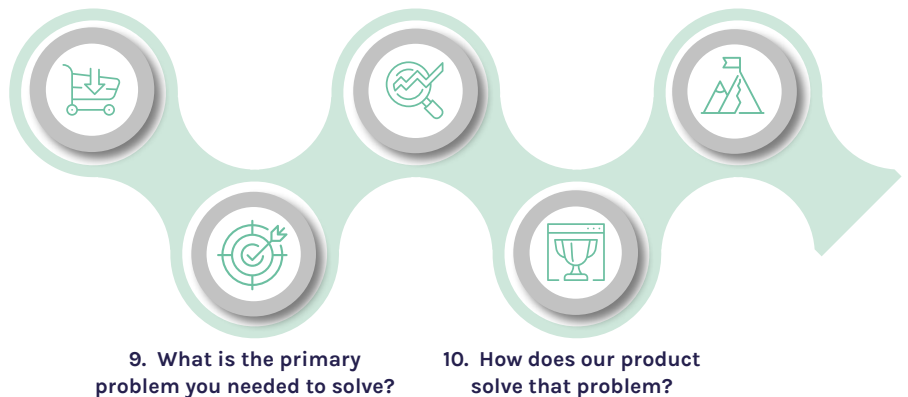 9. What is the primary
problem you needed to solve?
10. How does our product
solve that problem?